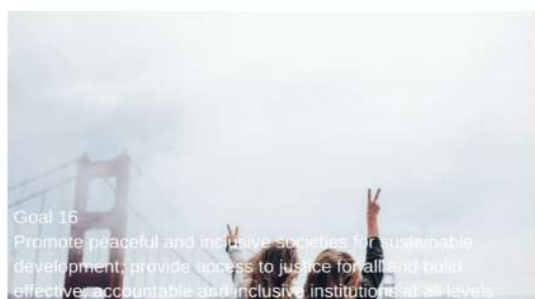 Goal 16
Promote peaceful and inclusive societies for sustainable
development, provide access to justice for all and build
effective, accountable and inclusive institutions at all levels